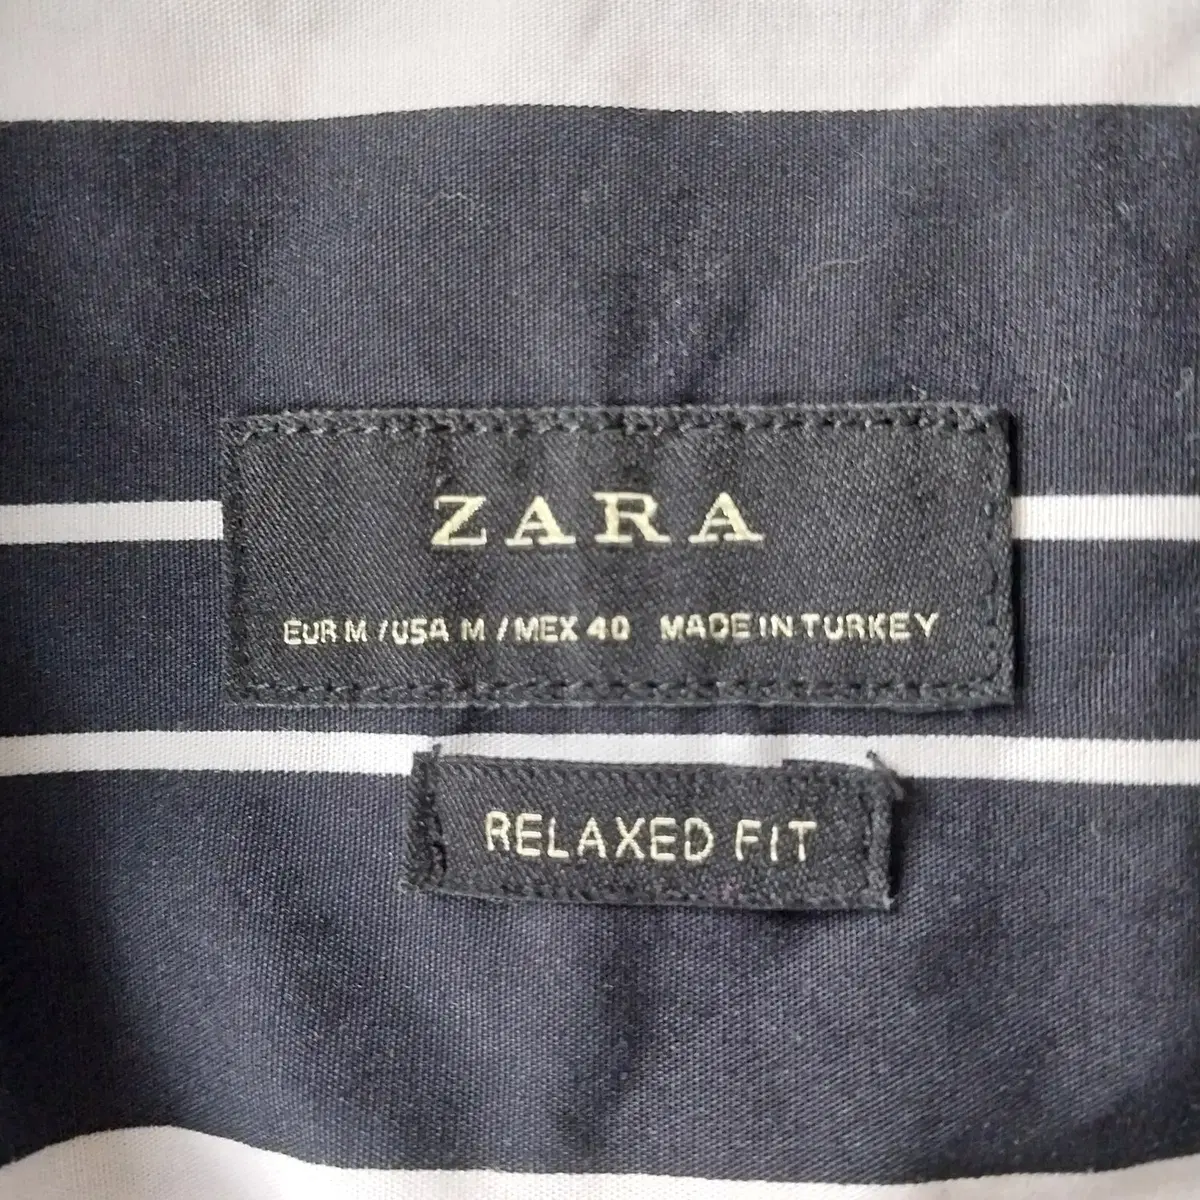 ZARA
EUR M / USA M / MEX 40 MADE IN TURKEY
RELAXED FIT